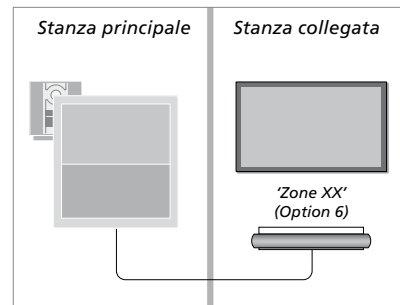 Stanza principale
Stanza collegata
'Zone XX'
(Option 6)